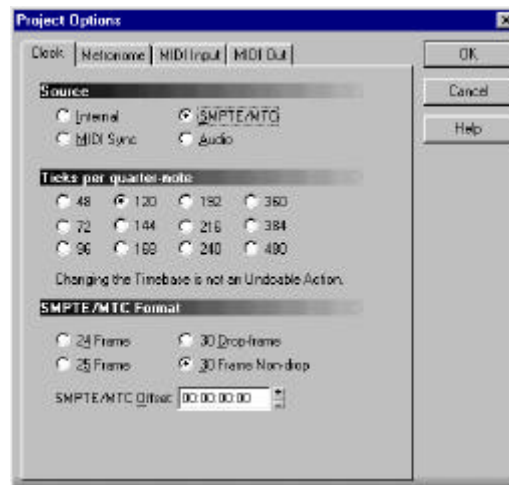 Project Options
Clock Metronome MIDI Input MIDI Out
OK
Cancel
Help
Source
Internal SMPTE/MTC
MIDI Sync Audio
Ticks per quarter-note
48 120 192 360
72 144 216 384
96 168 240 480
Changing the Timebase is not an Undoable Action.
SMPTE/MTC Format
24 Frame 30 Drop-frame
25 Frame 30 Frame Non-drop
SMPTE/MTC Offset: 00:00:00:00